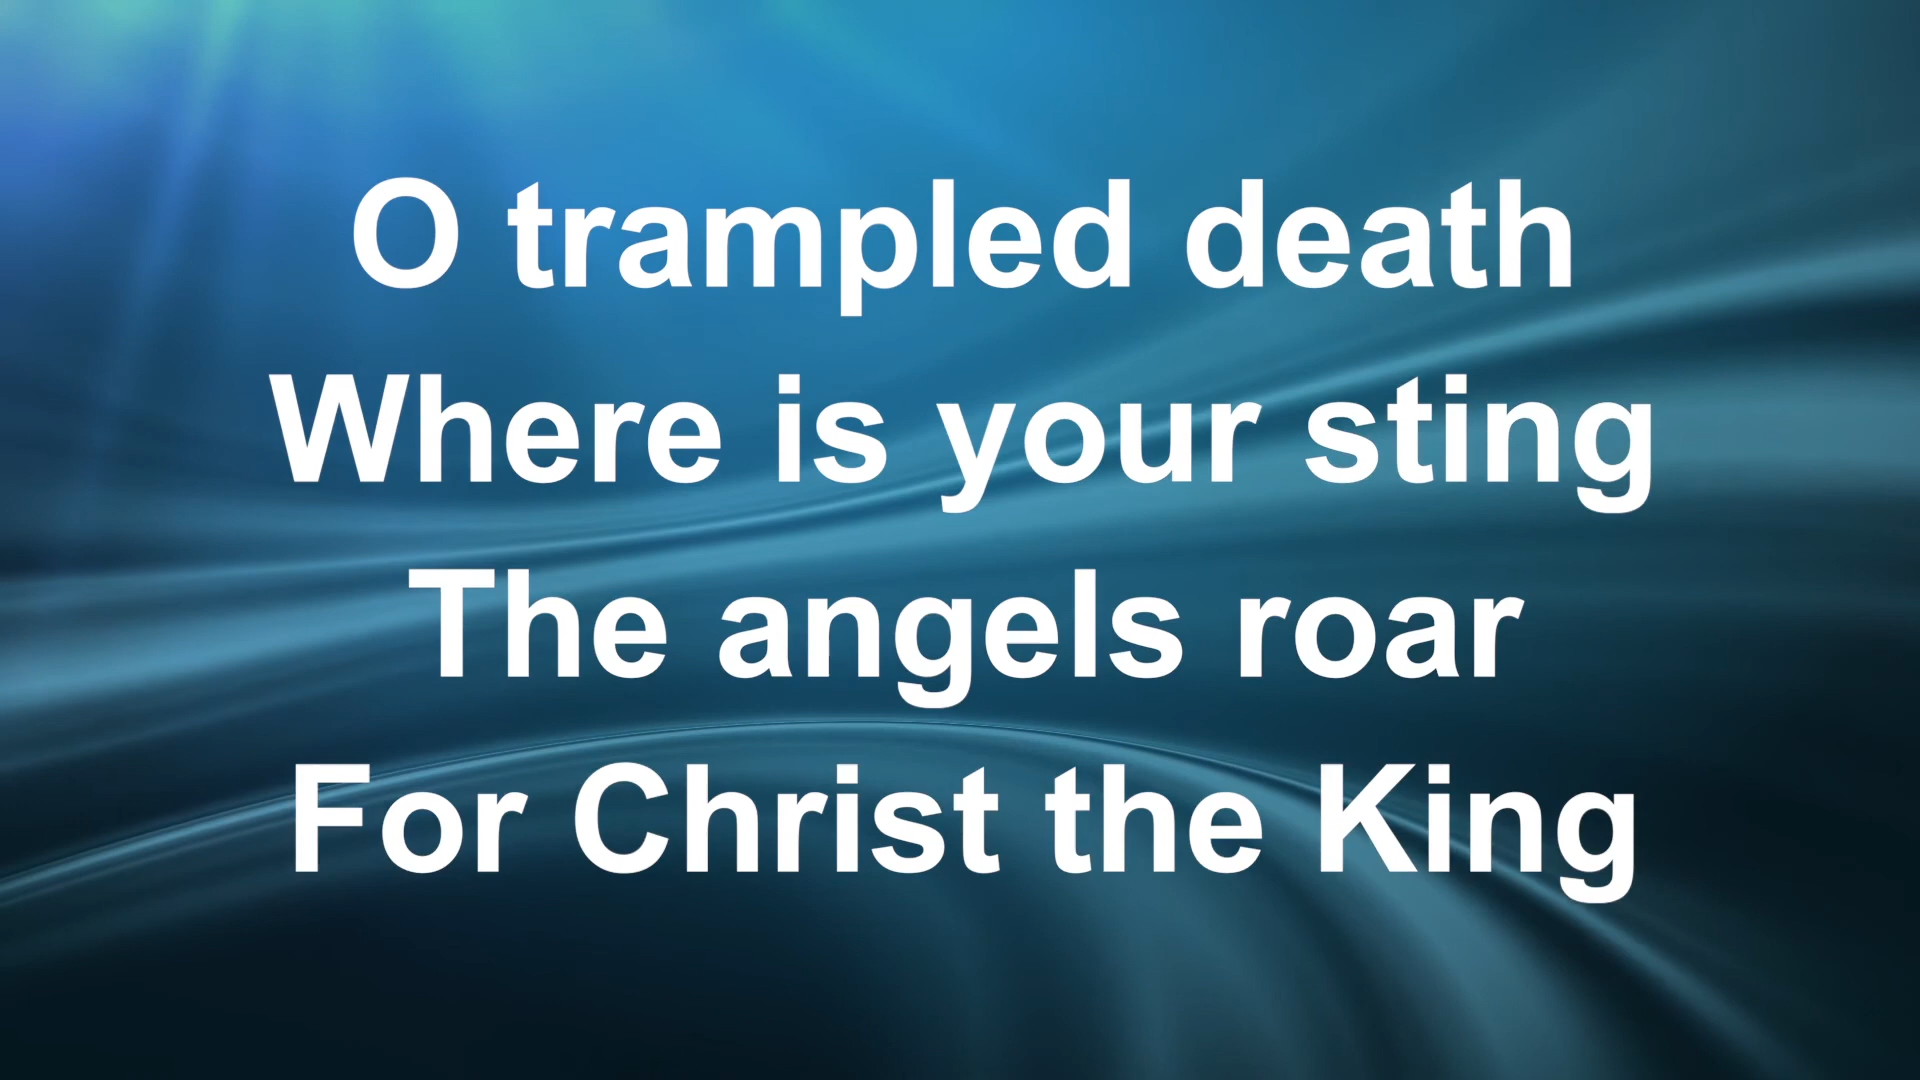 O trampled death
Where is your sting
The angels roar
For Christ the King